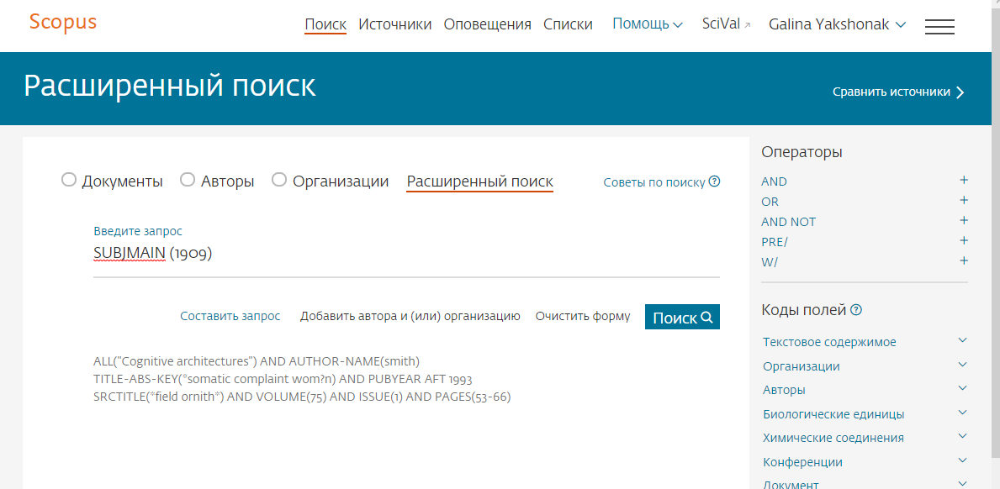 Scopus
Поиск Источники Оповещения Списки Помощь SciVal Galina Yakshonak
Расширенный поиск
Сравнить источники
Документы Авторы Организации Расширенный поиск Советы по поиску
Введите запрос
SUBJMAIN (1909)
Составить запрос Добавить автора и (или) организацию Очистить форму Поиск
ALL("Cognitive architectures") AND AUTHOR-NAME(smith)
TITLE-ABS-KEY(*somatic complaint wom?n) AND PUBYEAR AFT 1993
SRCTITLE(*field ornith*) AND VOLUME(75) AND ISSUE(1) AND PAGES(53-66)
Операторы
AND +
OR +
AND NOT +
PRE/ +
W/ +
Коды полей
Текстовое содержимое
Организации
Авторы
Биологические единицы
Химические соединения
Конференции
Документ